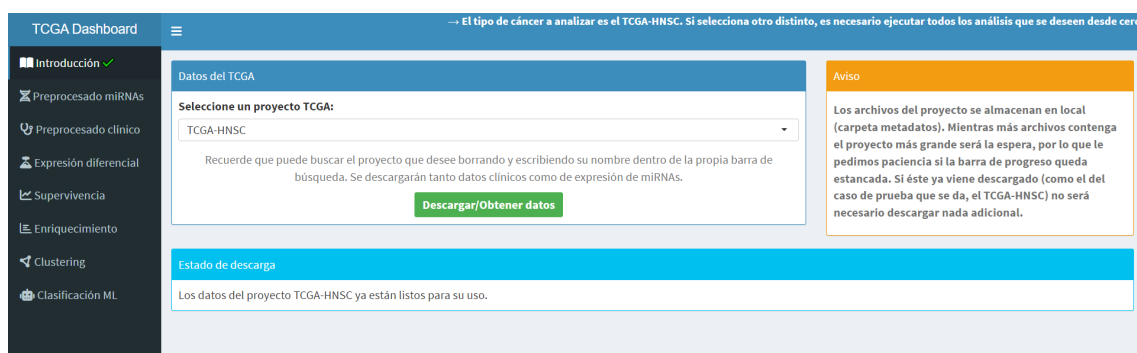 TCGA Dashboard
→ El tipo de cáncer a analizar es el TCGA-HNSC. Si selecciona otro distinto, es necesario ejecutar todos los análisis que se deseen desde cer
Introducción
Preprocesado miRNAs
Preprocesado clínico
Expresión diferencial
Supervivencia
Enriquecimiento
Clustering
Clasificación ML
Datos del TCGA
Seleccione un proyecto TCGA:
TCGA-HNSC
Recuerde que puede buscar el proyecto que desee borrando y escribiendo su nombre dentro de la propia barra de
búsqueda. Se descargarán tanto datos clínicos como de expresión de miRNAs.
Descargar/Obtener datos
Aviso
Los archivos del proyecto se almacenan en local
(carpeta metadatos). Mientras más archivos contenga
el proyecto más grande será la espera, por lo que le
pedimos paciencia si la barra de progreso queda
estancada. Si éste ya viene descargado (como el del
caso de prueba que se da, el TCGA-HNSC) no será
necesario descargar nada adicional.
Estado de descarga
Los datos del proyecto TCGA-HNSC ya están listos para su uso.